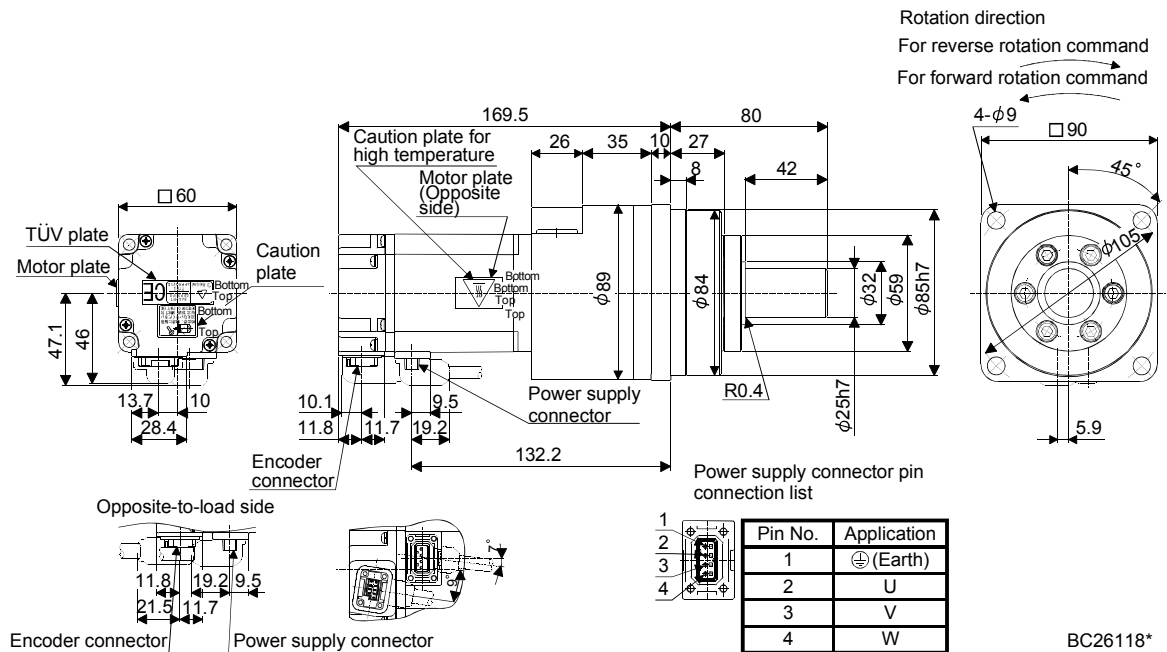 Rotation direction
For reverse rotation command
For forward rotation command
169.5
80
4-φ9
□90
Caution plate for
high temperature
26
35
10
27
Motor plate
(Opposite
side)
8
42
45°
□60
TÜV plate
Caution
plate
Motor plate
CE
Bottom
Top
Bottom
Top
Bottom
Bottom
Top
Top
φ89
φ84
φ32
φ59
φ85h7
φ105
47.1
46
R0.4
φ25h7
Power supply
connector
13.7
10
28.4
10.1
9.5
11.8
11.7
19.2
5.9
132.2
Encoder
connector
Power supply connector pin
connection list
Opposite-to-load side
1
2
3
4
Pin No. Application
1 (Earth)
2 U
3 V
4 W
11.8
19.2
9.5
21.5
11.7
7°
Encoder connector
Power supply connector
BC26118*